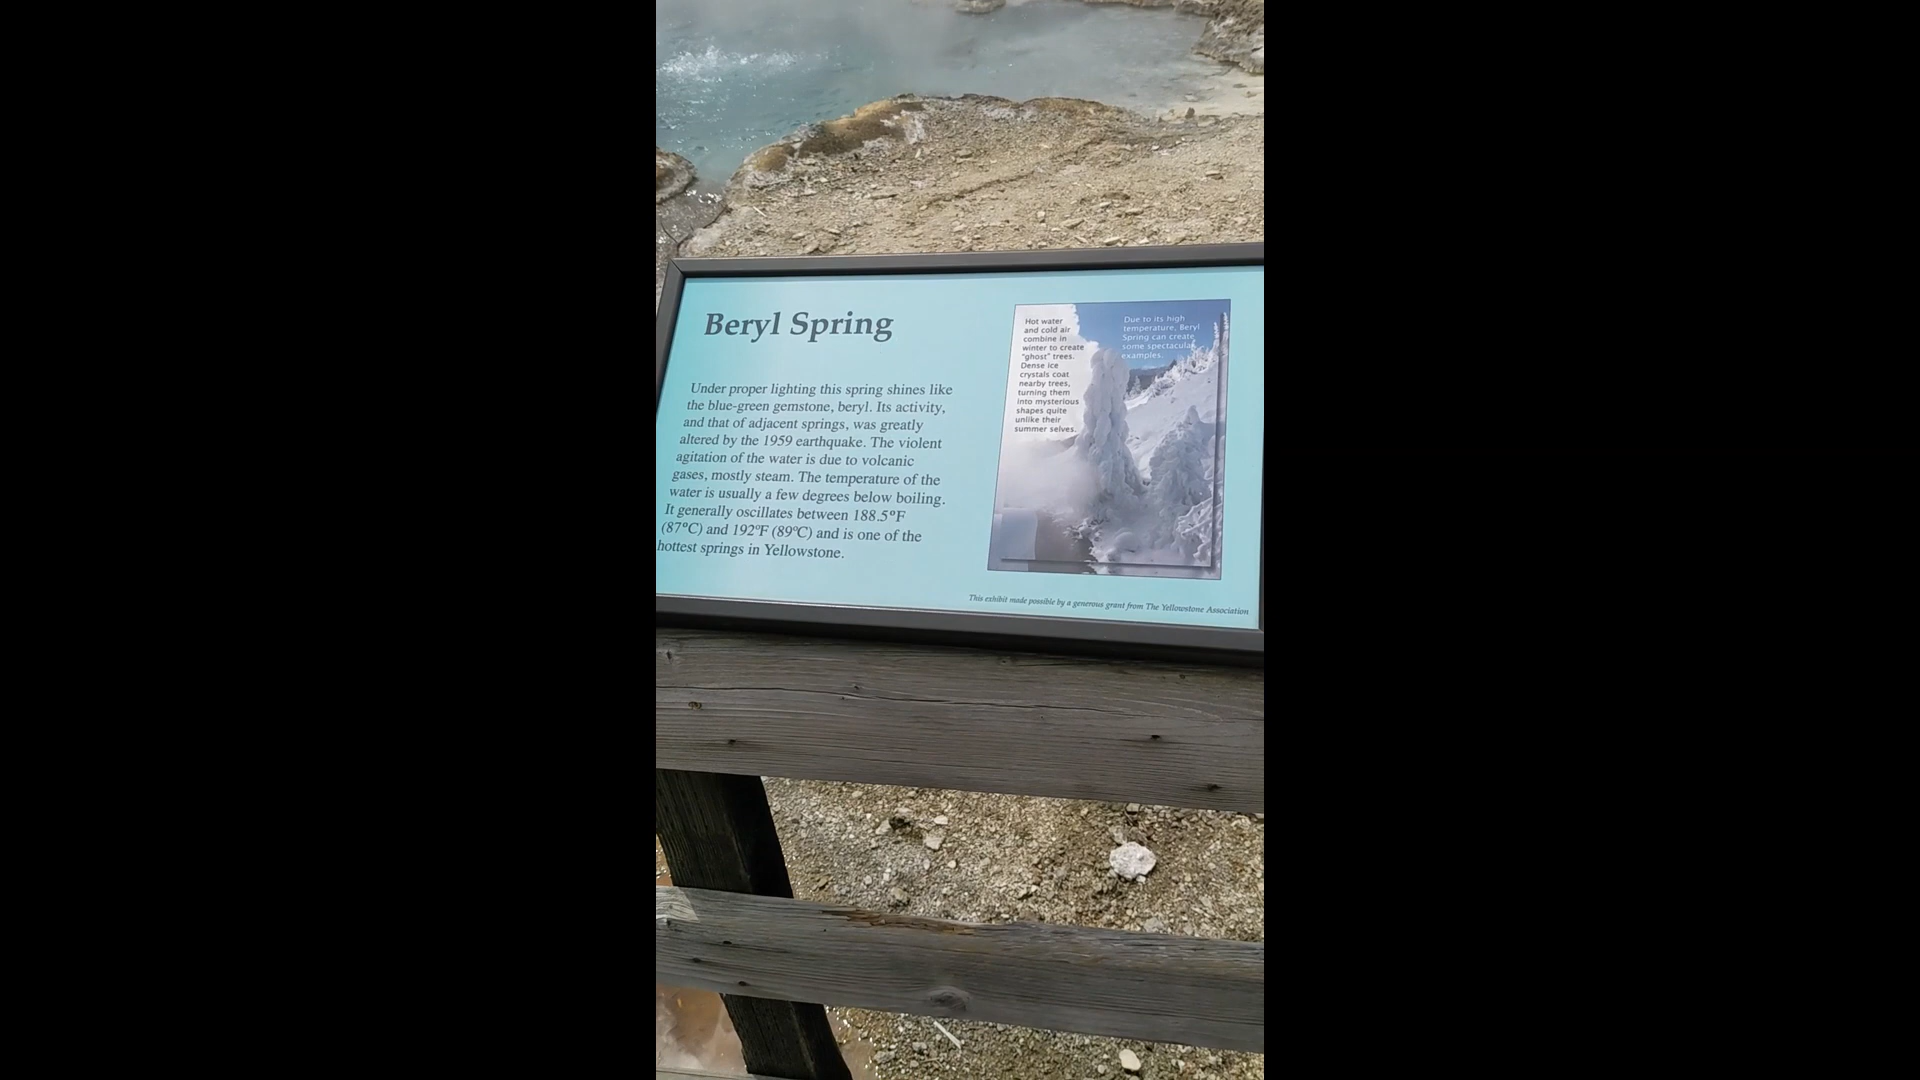 Beryl Spring
Under proper lighting this spring shines like
the blue-green gemstone, beryl. Its activity,
and that of adjacent springs, was greatly
altered by the 1959 earthquake. The violent
agitation of the water is due to volcanic
gases, mostly steam. The temperature of the
water is usually a few degrees below boiling.
It generally oscillates between 188.5°F
(87°C) and 192°F (89°C) and is one of the
hottest springs in Yellowstone.
Hot water
and cold air
combine in
winter to create
"ghost" trees.
Dense ice
crystals coat
nearby trees,
turning them
into mysterious
shapes quite
unlike their
summer selves.
Due to its high
temperature, Beryl
Spring can create
some spectacular
examples.
This exhibit made possible by a generous grant from The Yellowstone Association